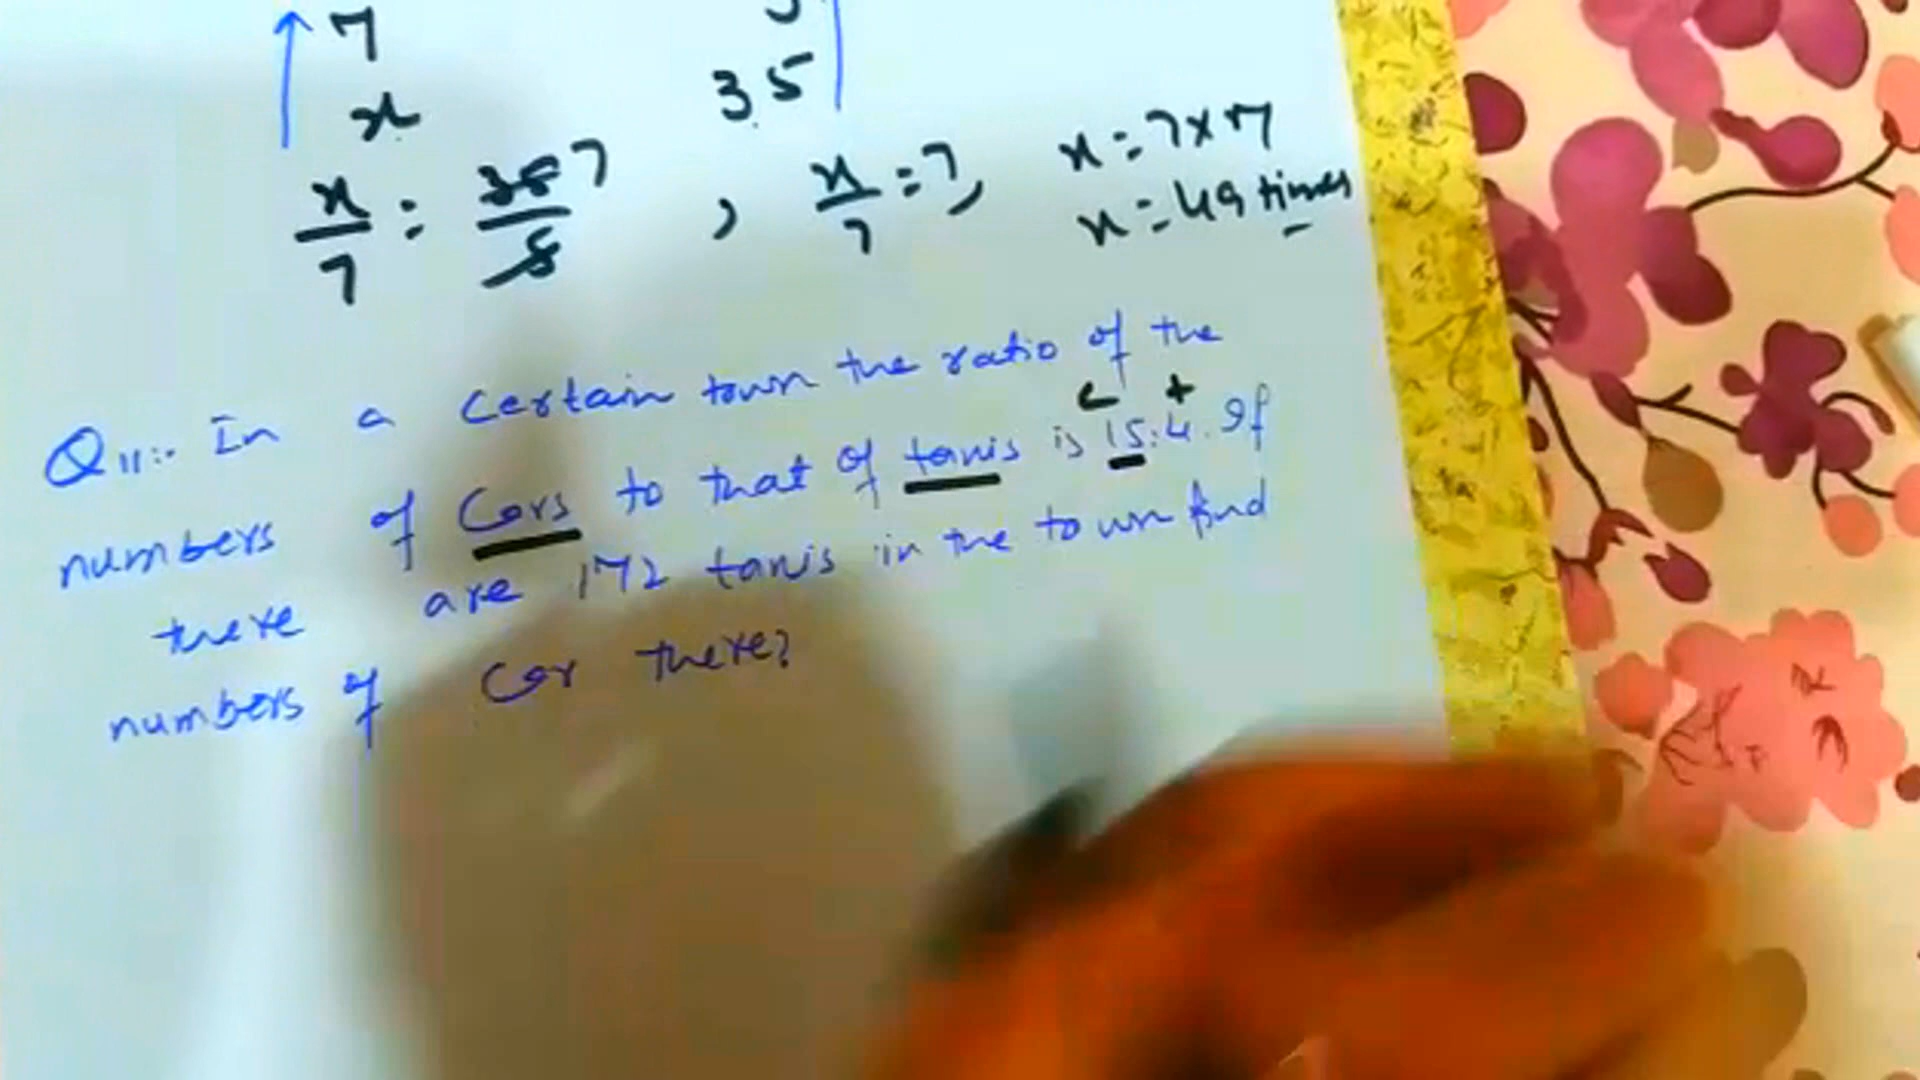 7
x 35
x/7 = 35/5 7 , x/7 = 7, x = 7x7
x = 49 times
Q11:- In a certain town the ratio of the
c t
numbers of Cars to that of taxis is 15:4. If
there are 172 taxis in the town find
numbers of Car there?